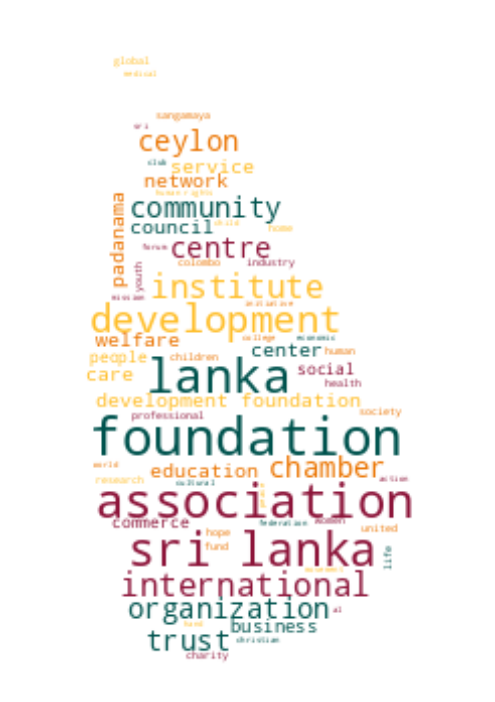 global
medical
sangamaya
sri
ceylon
club service
network
human rights
padanama
community
council child home
forum centre
colombo industry
youth
mission institute
initiative
development
welfare college economic
center human
people children
care lanka social
health
development foundation
professional society
foundation
world education chamber
research cultural action
association
commerce federation women
hope united
sri lanka
fund life
international
organization al
fund business
trust christian
charity